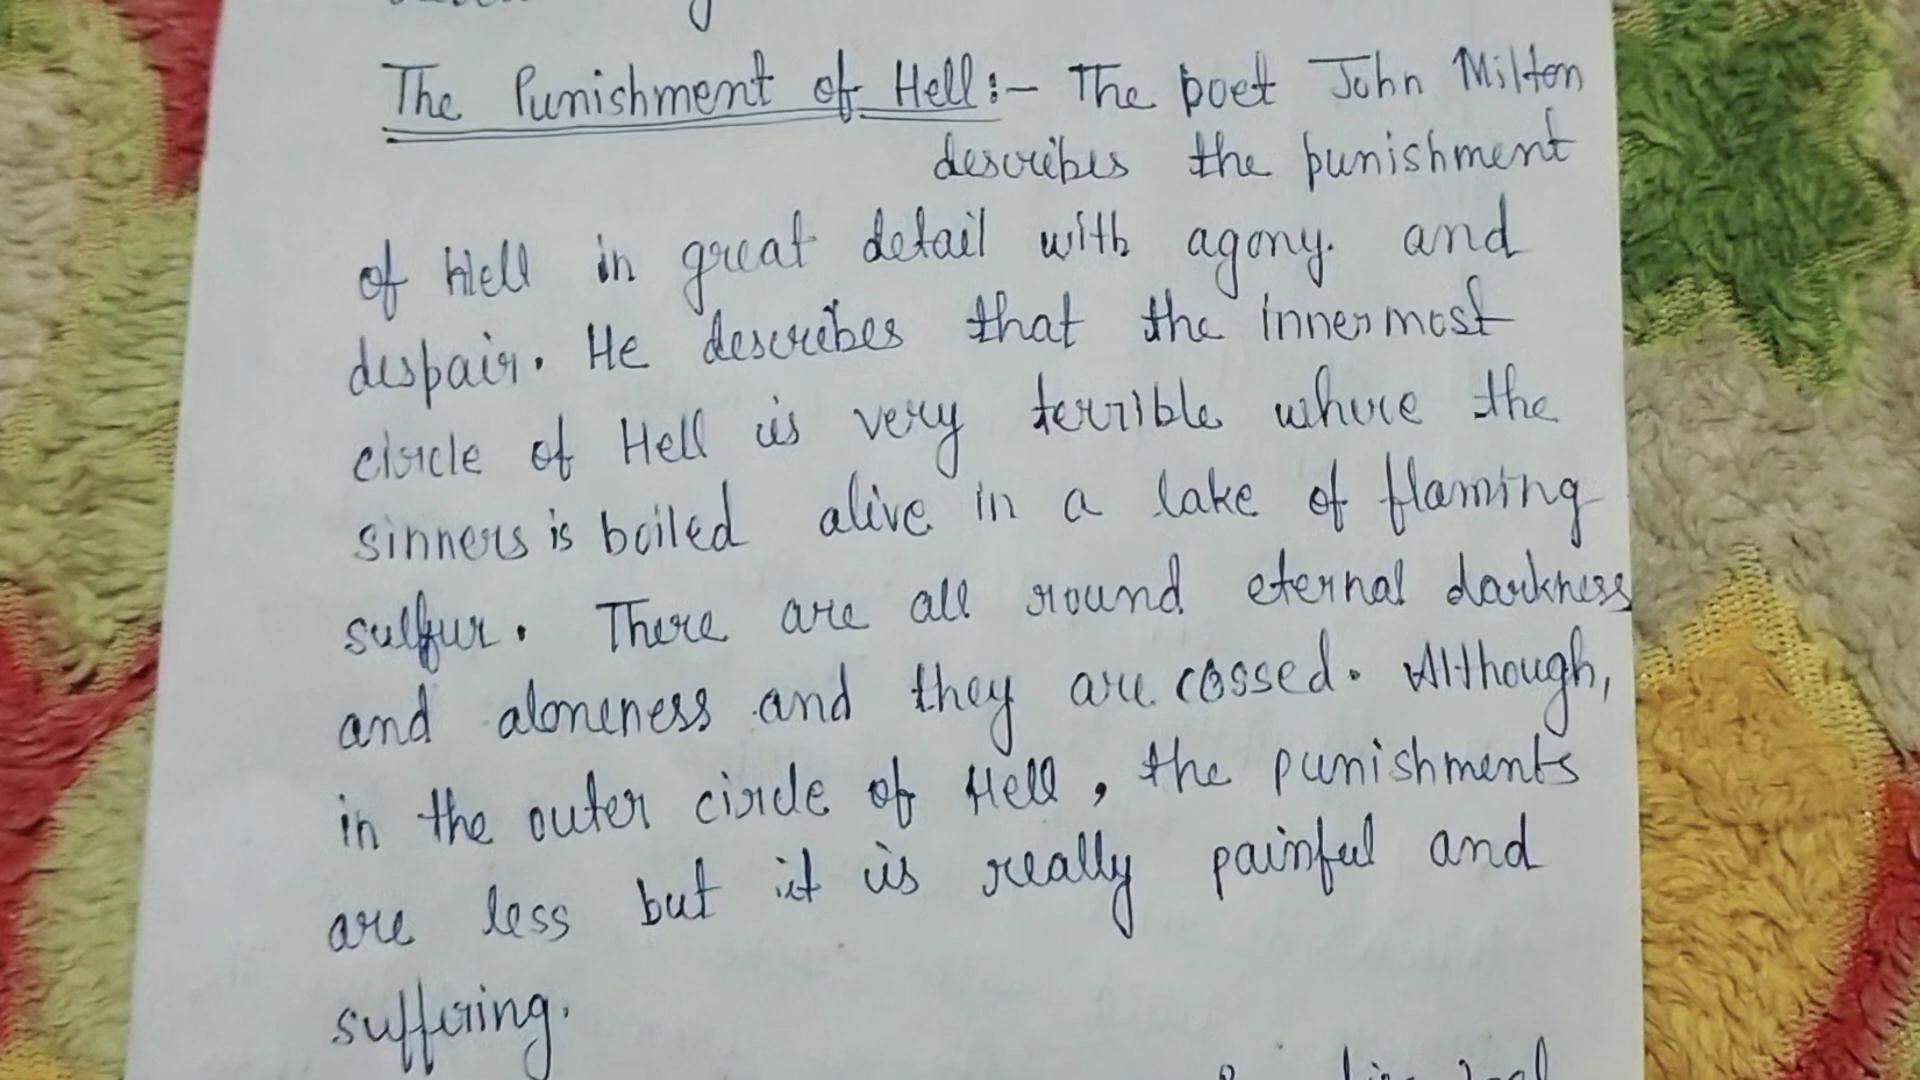 The Punishment of Hell:- The poet John Milton
describes the punishment
of Hell in great detail with agony. and
despair. He describes that the innermost
circle of Hell is very terrible where the
sinners is boiled alive in a lake of flaming
sulfur. There are all round eternal darkness
and aloneness and they are cossed. Although,
in the outer circle of Hell, the punishments
are less but it is really painful and
suffering.